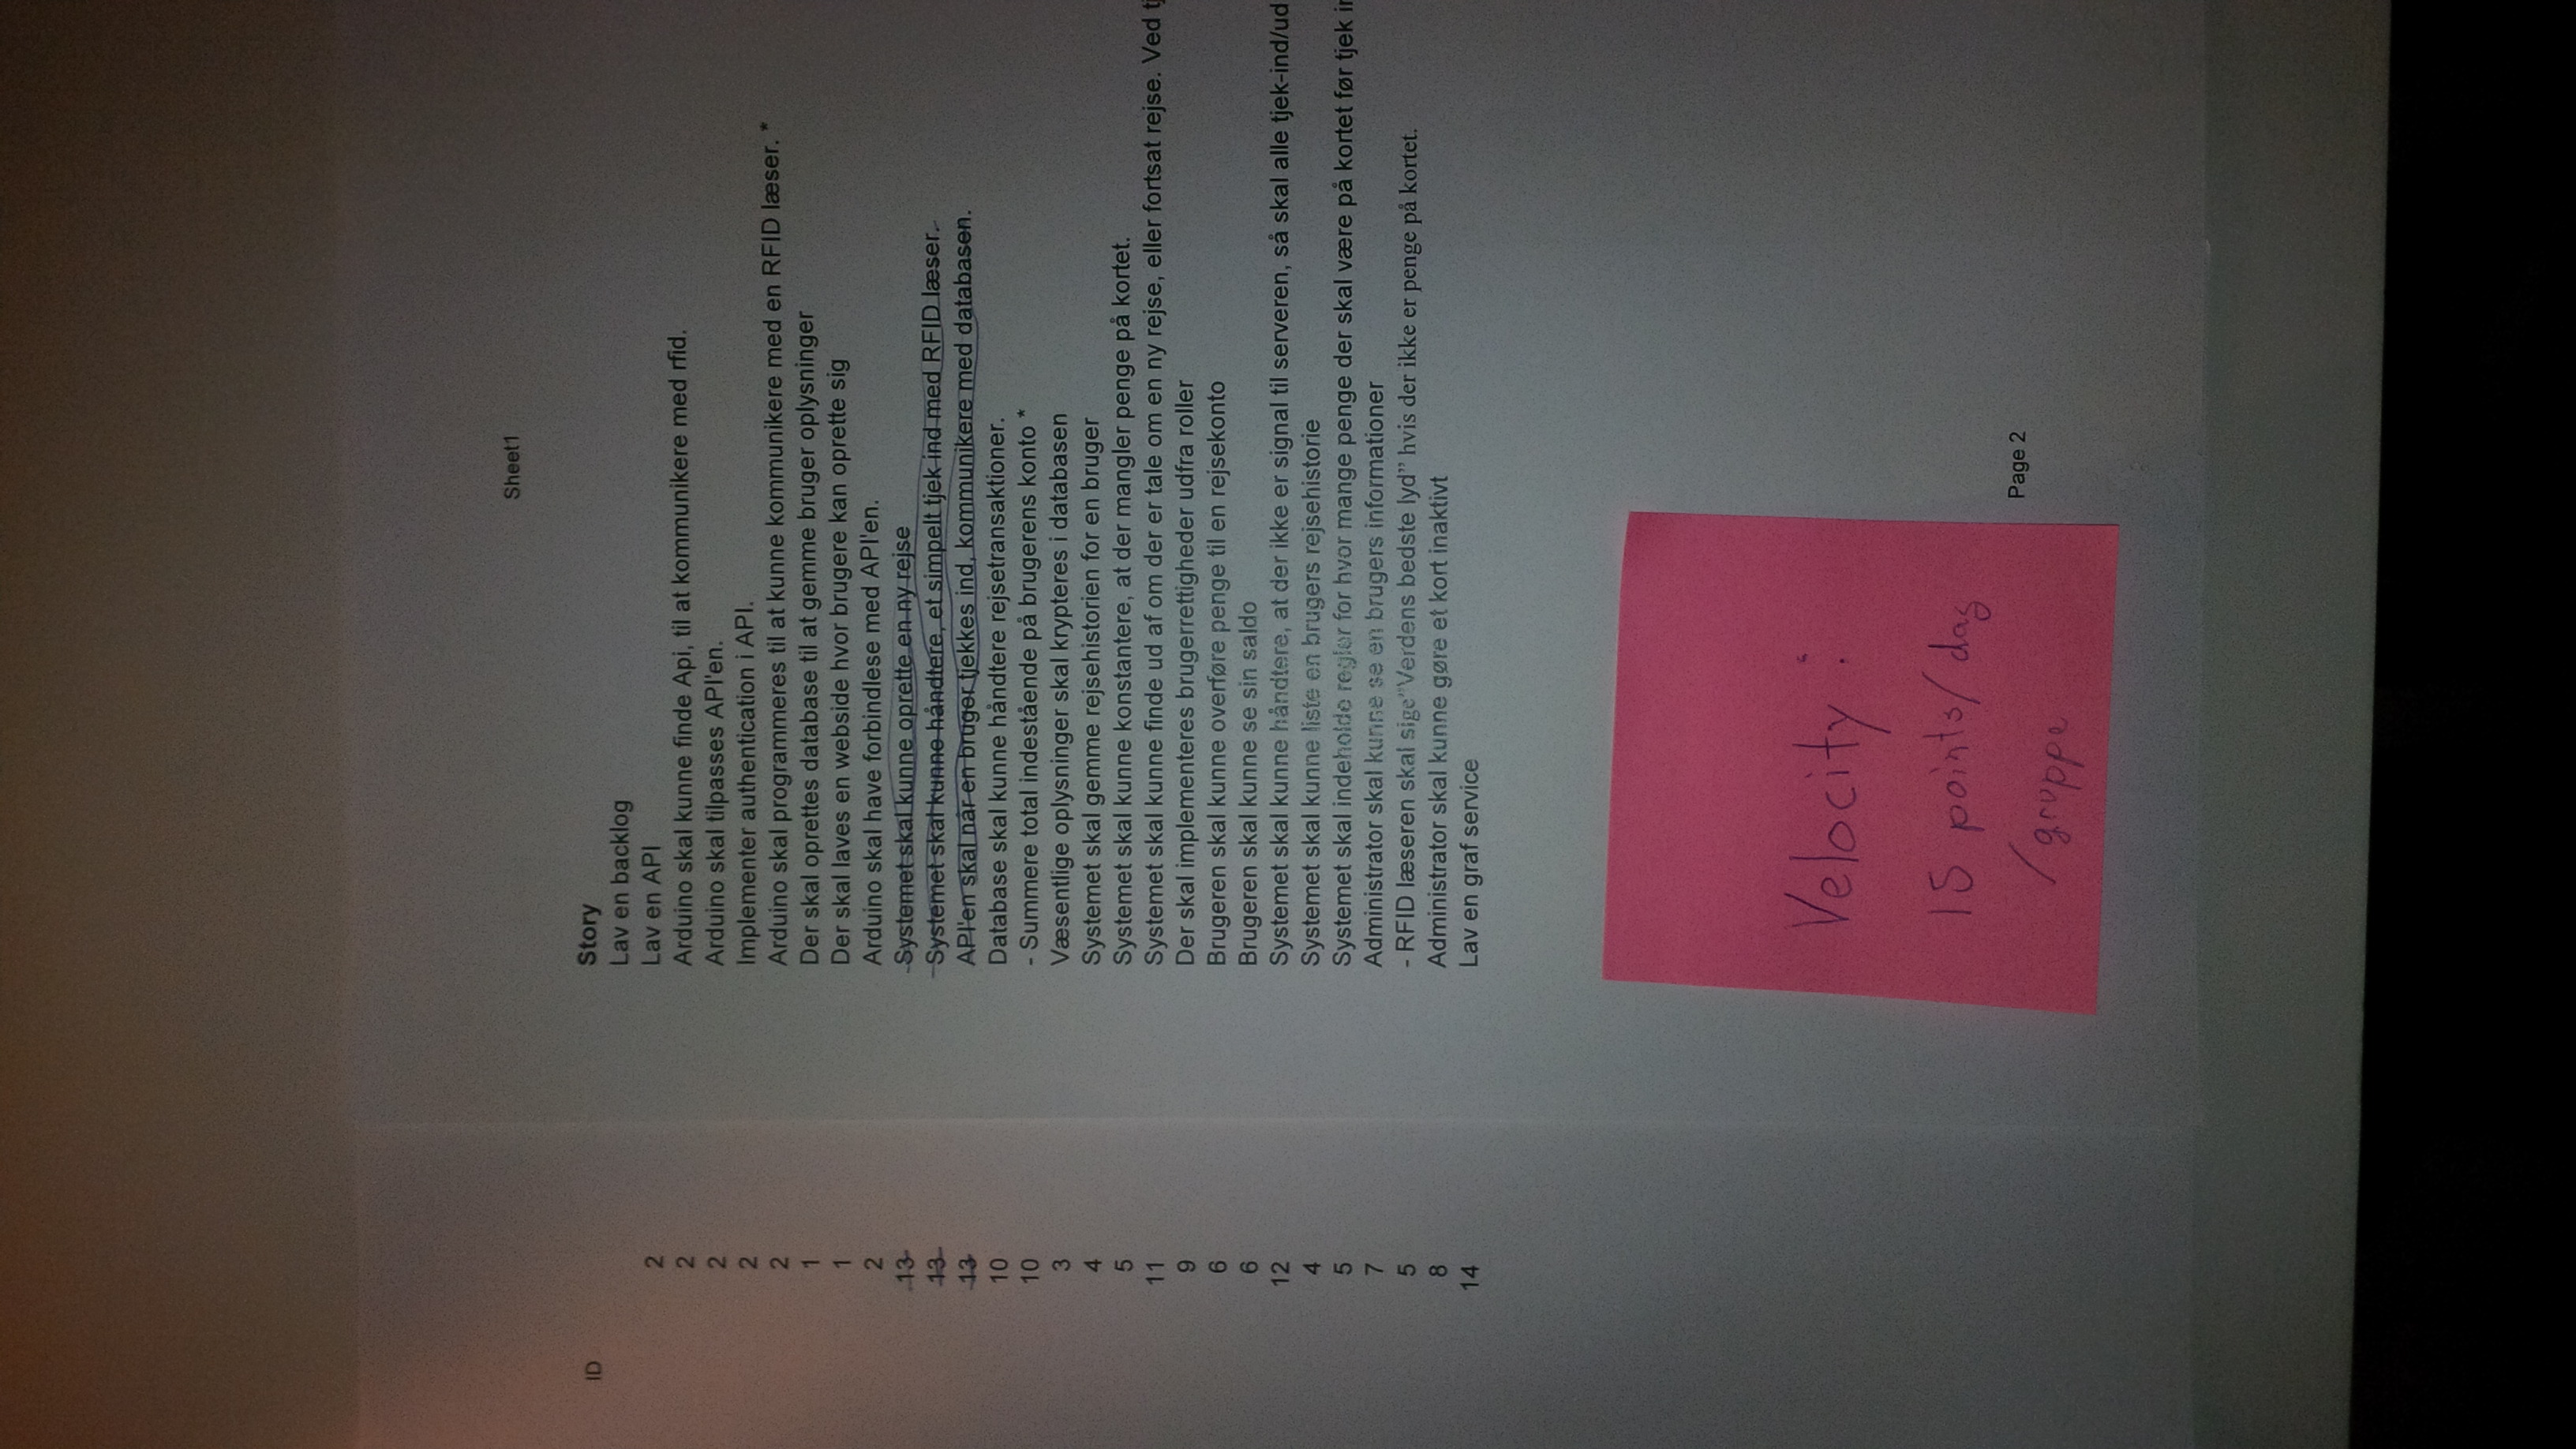 Sheet1
ID Story
Lav en backlog
2 Lav en API
2 Arduino skal kunne finde Api, til at kommunikere med rfid.
2 Arduino skal tilpasses API'en.
2 Implementer authentication i API.
2 Arduino skal programmeres til at kunne kommunikere med en RFID læser. *
1 Der skal oprettes database til at gemme bruger oplysninger
1 Der skal laves en webside hvor brugere kan oprette sig
2 Arduino skal have forbindlese med API'en.
13 Systemet skal kunne oprette en ny rejse
13 Systemet skal kunne håndtere, et simpelt tjek ind med RFID læser.
13 API'en skal når en bruger tjekkes ind, kommunikere med databasen.
10 Database skal kunne håndtere rejsetransaktioner.
10 - Summere total indestående på brugerens konto *
3 Væsentlige oplysninger skal krypteres i databasen
4 Systemet skal gemme rejsehistorien for en bruger
5 Systemet skal kunne konstantere, at der mangler penge på kortet.
11 Systemet skal kunne finde ud af om der er tale om en ny rejse, eller fortsat rejse. Ved
9 Der skal implementeres brugerrettigheder udfra roller
6 Brugeren skal kunne overføre penge til en rejsekonto
6 Brugeren skal kunne se sin saldo
12 Systemet skal kunne håndtere, at der ikke er signal til serveren, så skal alle tjek-ind/ud
4 Systemet skal kunne liste en brugers rejsehistorie
5 Systemet skal indeholde regler for hvor mange penge der skal være på kortet før tjek
7 Administrator skal kunne se en brugers informationer
5 - RFID læseren skal sige"Verdens bedste lyd” hvis der ikke er penge på kortet.
8 Administrator skal kunne gøre et kort inaktivt
14 Lav en graf service
Velocity :
15 points/dag
/gruppe
Page 2